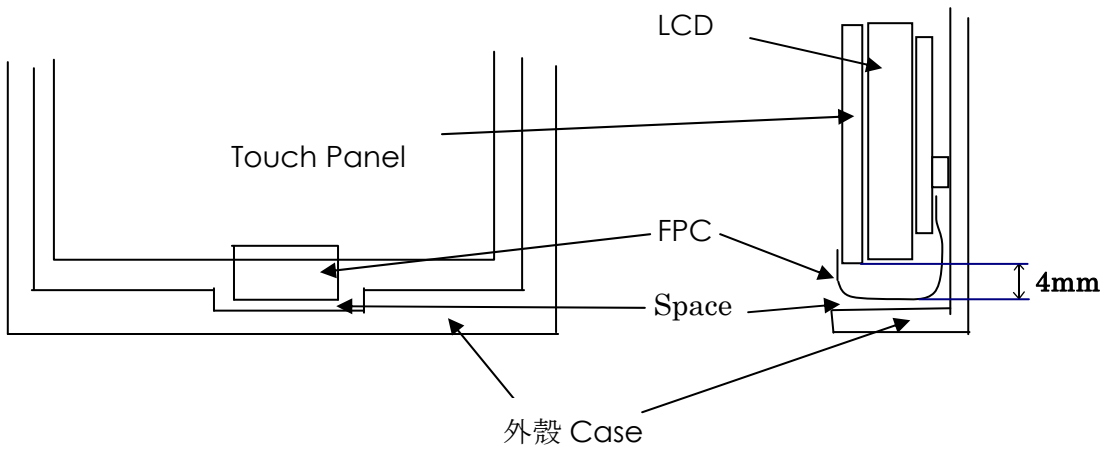 LCD
Touch Panel
FPC
4mm
Space
外殼 Case